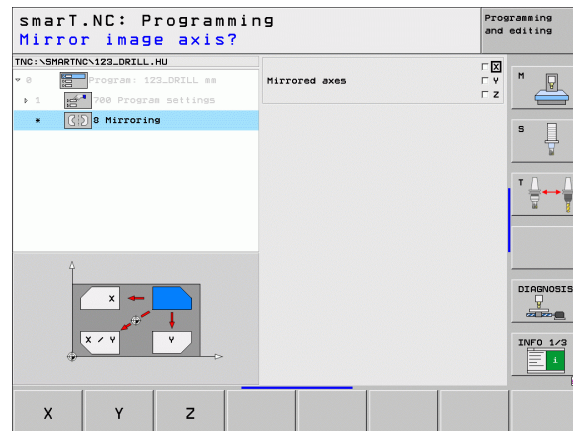 smarT.NC: Programming
Mirror image axis?
Programming
and editing
TNC:\SMARTNC\123_DRILL.HU
0 Program: 123_DRILL mm
1 700 Program settings
* 8 Mirroring
Mirrored axes
X
Y
Z
M
S
T
DIAGNOSIS
INFO 1/3
i
X
X / Y
Y
X
Y
Z